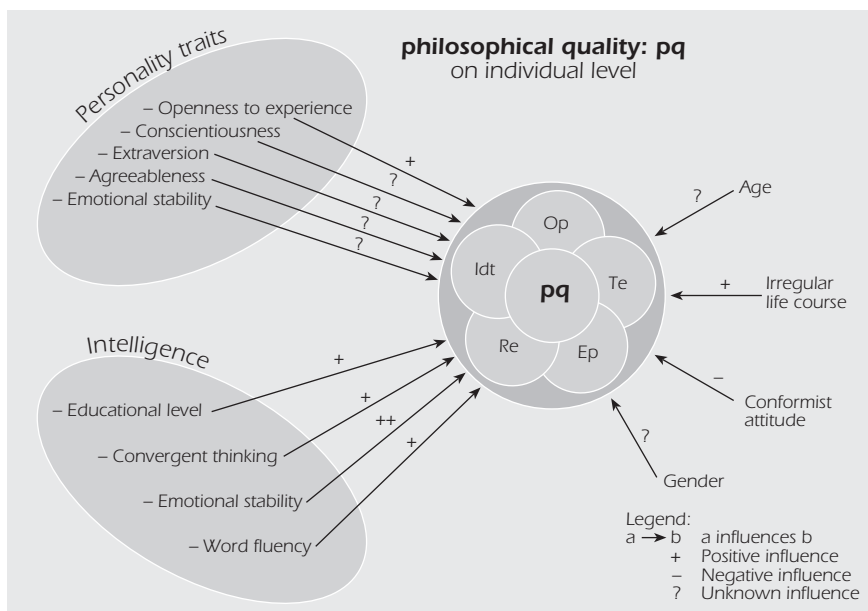 philosophical quality: pq
on individual level
Personality traits
– Openness to experience
– Conscientiousness
– Extraversion
– Agreeableness
– Emotional stability
+
?
?
?
?
Op
Idt
Te
pq
Re
Ep
?
Age
+
Irregular
life course
–
Conformist
attitude
?
Gender
Intelligence
– Educational level
– Convergent thinking
– Emotional stability
– Word fluency
+
+
++
+
Legend:
a → b a influences b
+ Positive influence
– Negative influence
? Unknown influence